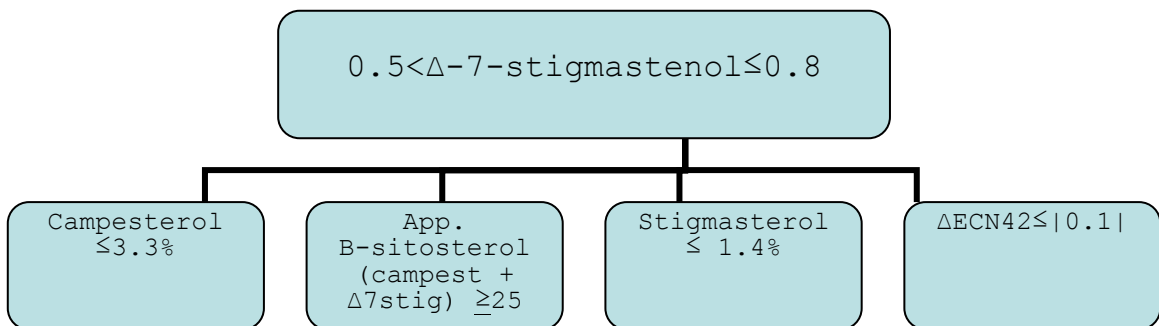 0.5<Δ-7-stigmastenol≤0.8
Campesterol
≤3.3%
App.
B-sitosterol
(campest +
Δ7stig) ≥25
Stigmasterol
≤ 1.4%
ΔECN42≤|0.1|